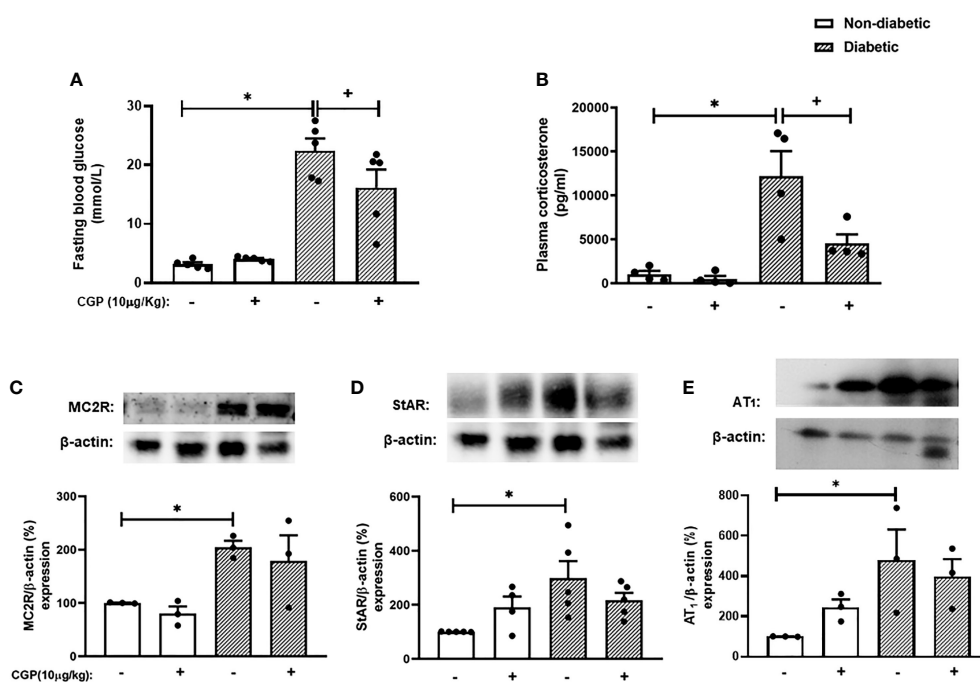 Non-diabetic
Diabetic
A
Fasting blood glucose
(mmol/L)
30
20
10
0
*
+
CGP (10μg/Kg): - + - +
B
Plasma corticosterone
(pg/ml)
20000
15000
10000
5000
0
*
+
- + - +
C
MC2R:
β-actin:
MC2R/β-actin (%)
expression
300
200
100
0
*
CGP(10μg/kg): - + - +
D
StAR:
β-actin:
StAR/β-actin (%)
expression
600
400
200
0
*
- + - +
E
AT1:
β-actin:
AT1/β-actin (%)
expression
800
600
400
200
0
*
- + - +